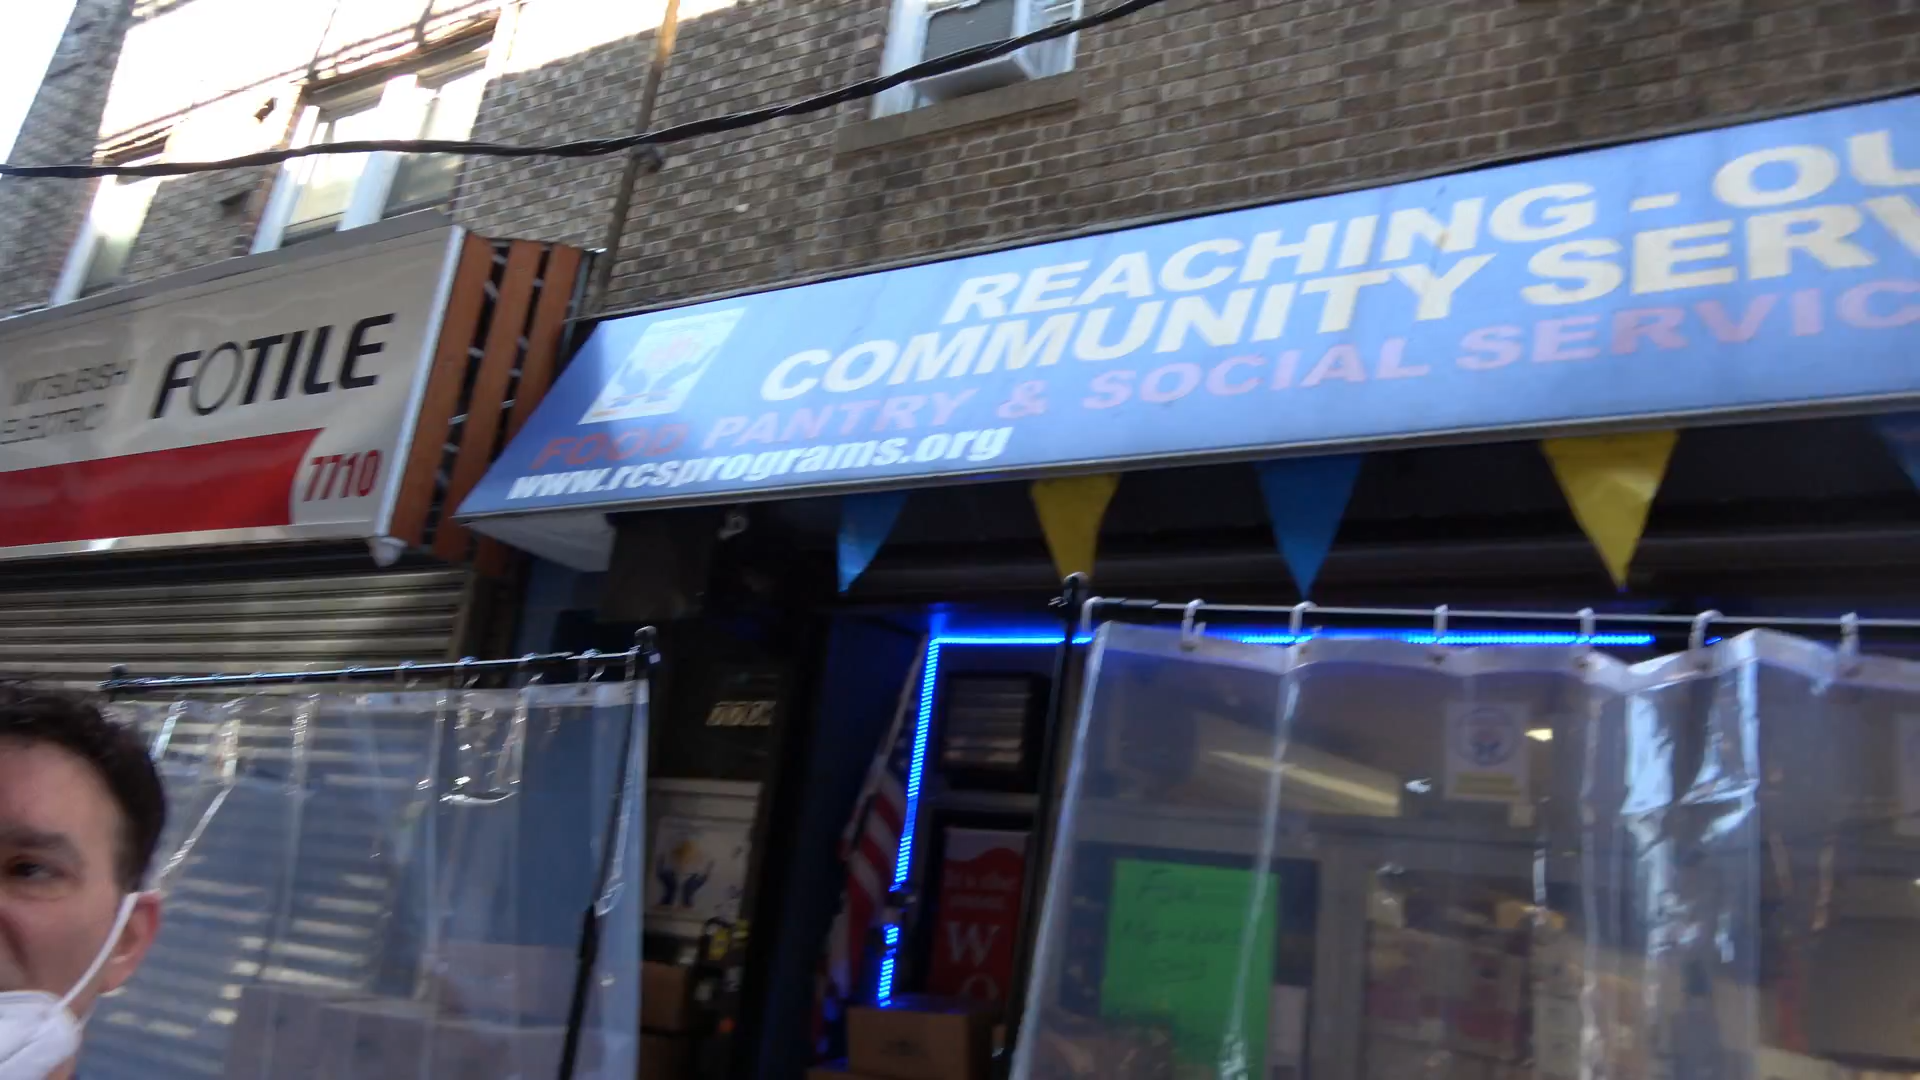 MITSUBISHI
ELECTRIC
FOTILE
7710
REACHING-OU
COMMUNITY SERV
FOOD PANTRY & SOCIAL SERVIC
www.rcsprograms.org
W